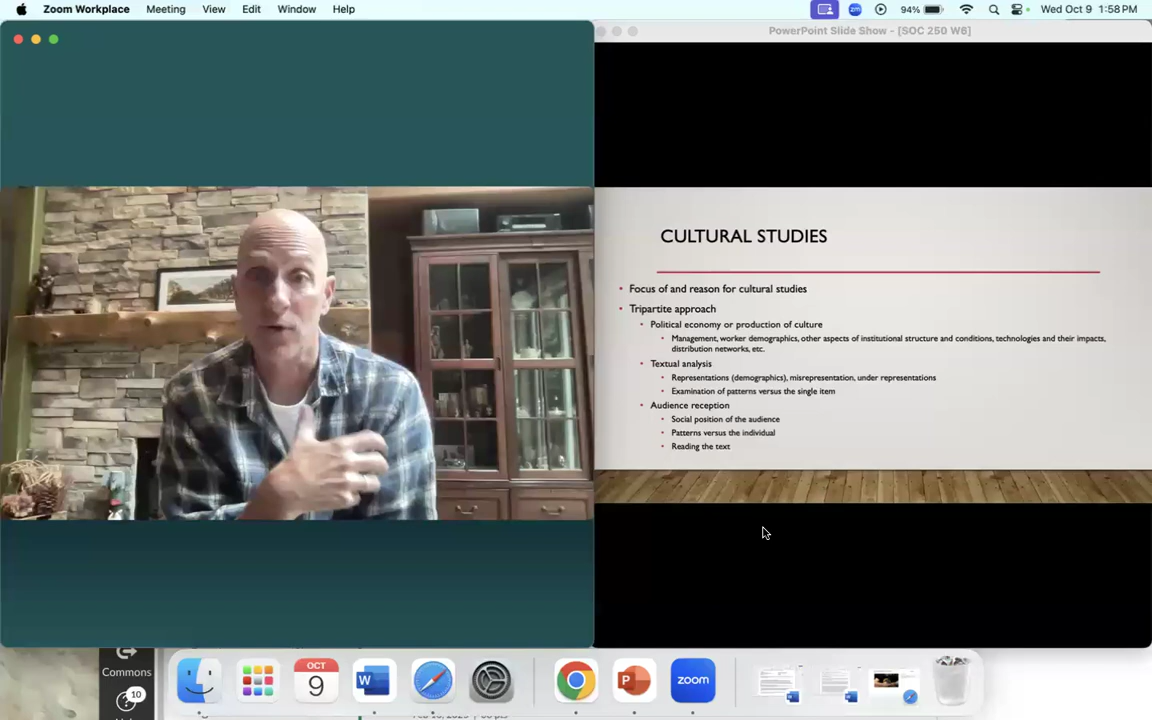 Zoom Workplace Meeting View Edit Window Help
zm 94% Wed Oct 9 1:58 PM
PowerPoint Slide Show - [SOC 250 W6]
CULTURAL STUDIES
• Focus of and reason for cultural studies
• Tripartite approach
• Political economy or production of culture
• Management, worker demographics, other aspects of institutional structure and conditions, technologies and their impacts,
distribution networks, etc.
• Textual analysis
• Representations (demographics), misrepresentation, under representations
• Examination of patterns versus the single item
• Audience reception
• Social position of the audience
• Patterns versus the individual
• Reading the text
Commons
10
OCT
9
W
P
zoom